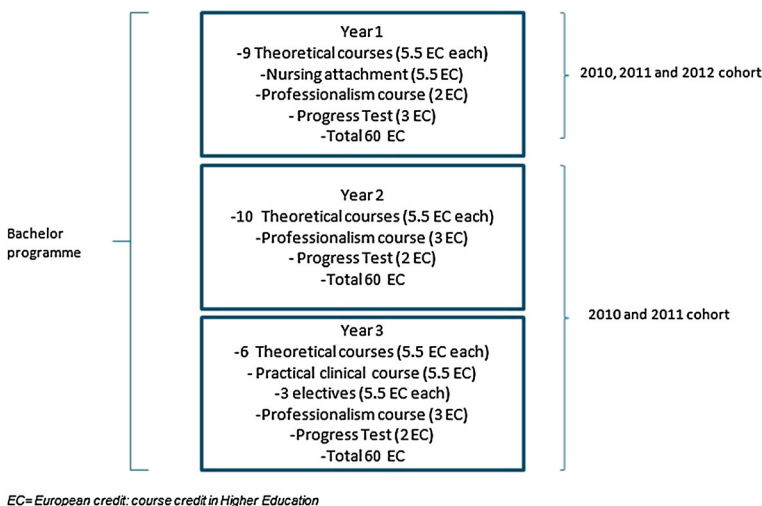 Bachelor
programme
Year 1
-9 Theoretical courses (5.5 EC each)
-Nursing attachment (5.5 EC)
-Professionalism course (2 EC)
- Progress Test (3 EC)
-Total 60 EC
2010, 2011 and 2012 cohort
Year 2
-10 Theoretical courses (5.5 EC each)
-Professionalism course (3 EC)
- Progress Test (2 EC)
-Total 60 EC
Year 3
-6 Theoretical courses (5.5 EC each)
- Practical clinical course (5.5 EC)
-3 electives (5.5 EC each)
-Professionalism course (3 EC)
-Progress Test (2 EC)
-Total 60 EC
2010 and 2011 cohort
EC= European credit: course credit in Higher Education